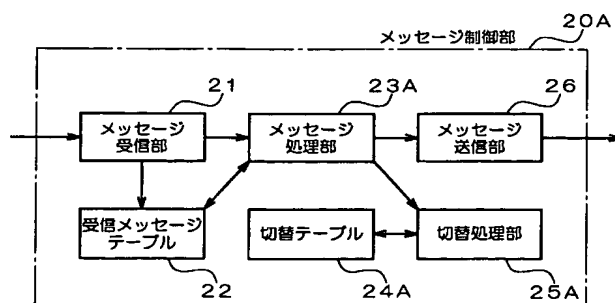 メッセージ制御部
20A
21
23A
26
メッセージ
受信部
メッセージ
処理部
メッセージ
送信部
受信メッセージ
テーブル
切替テーブル
切替処理部
22
24A
25A